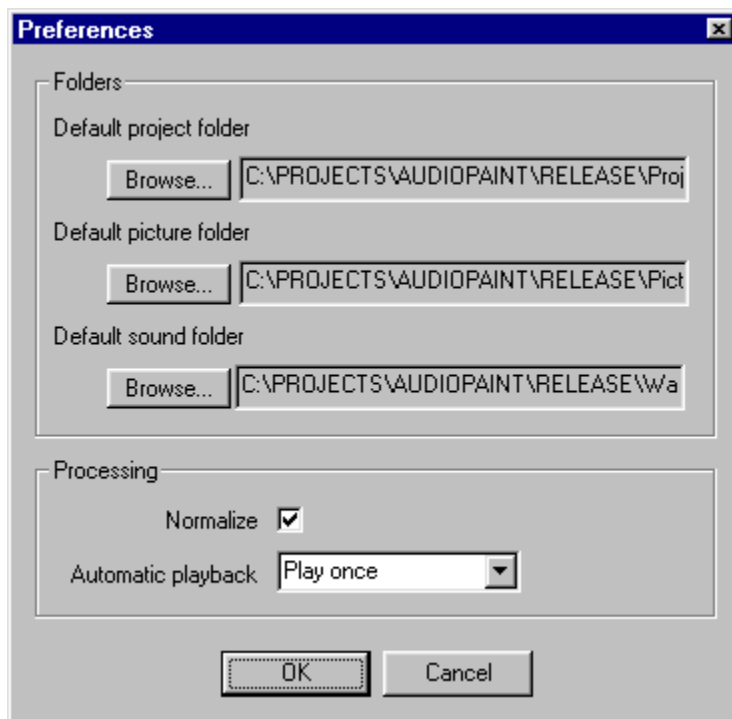 Preferences
Folders
Default project folder
Browse... C:\PROJECTS\AUDIOPAINT\RELEASE\Proj
Default picture folder
Browse... C:\PROJECTS\AUDIOPAINT\RELEASE\Pict
Default sound folder
Browse... C:\PROJECTS\AUDIOPAINT\RELEASE\Wa
Processing
Normalize
Automatic playback Play once
OK Cancel